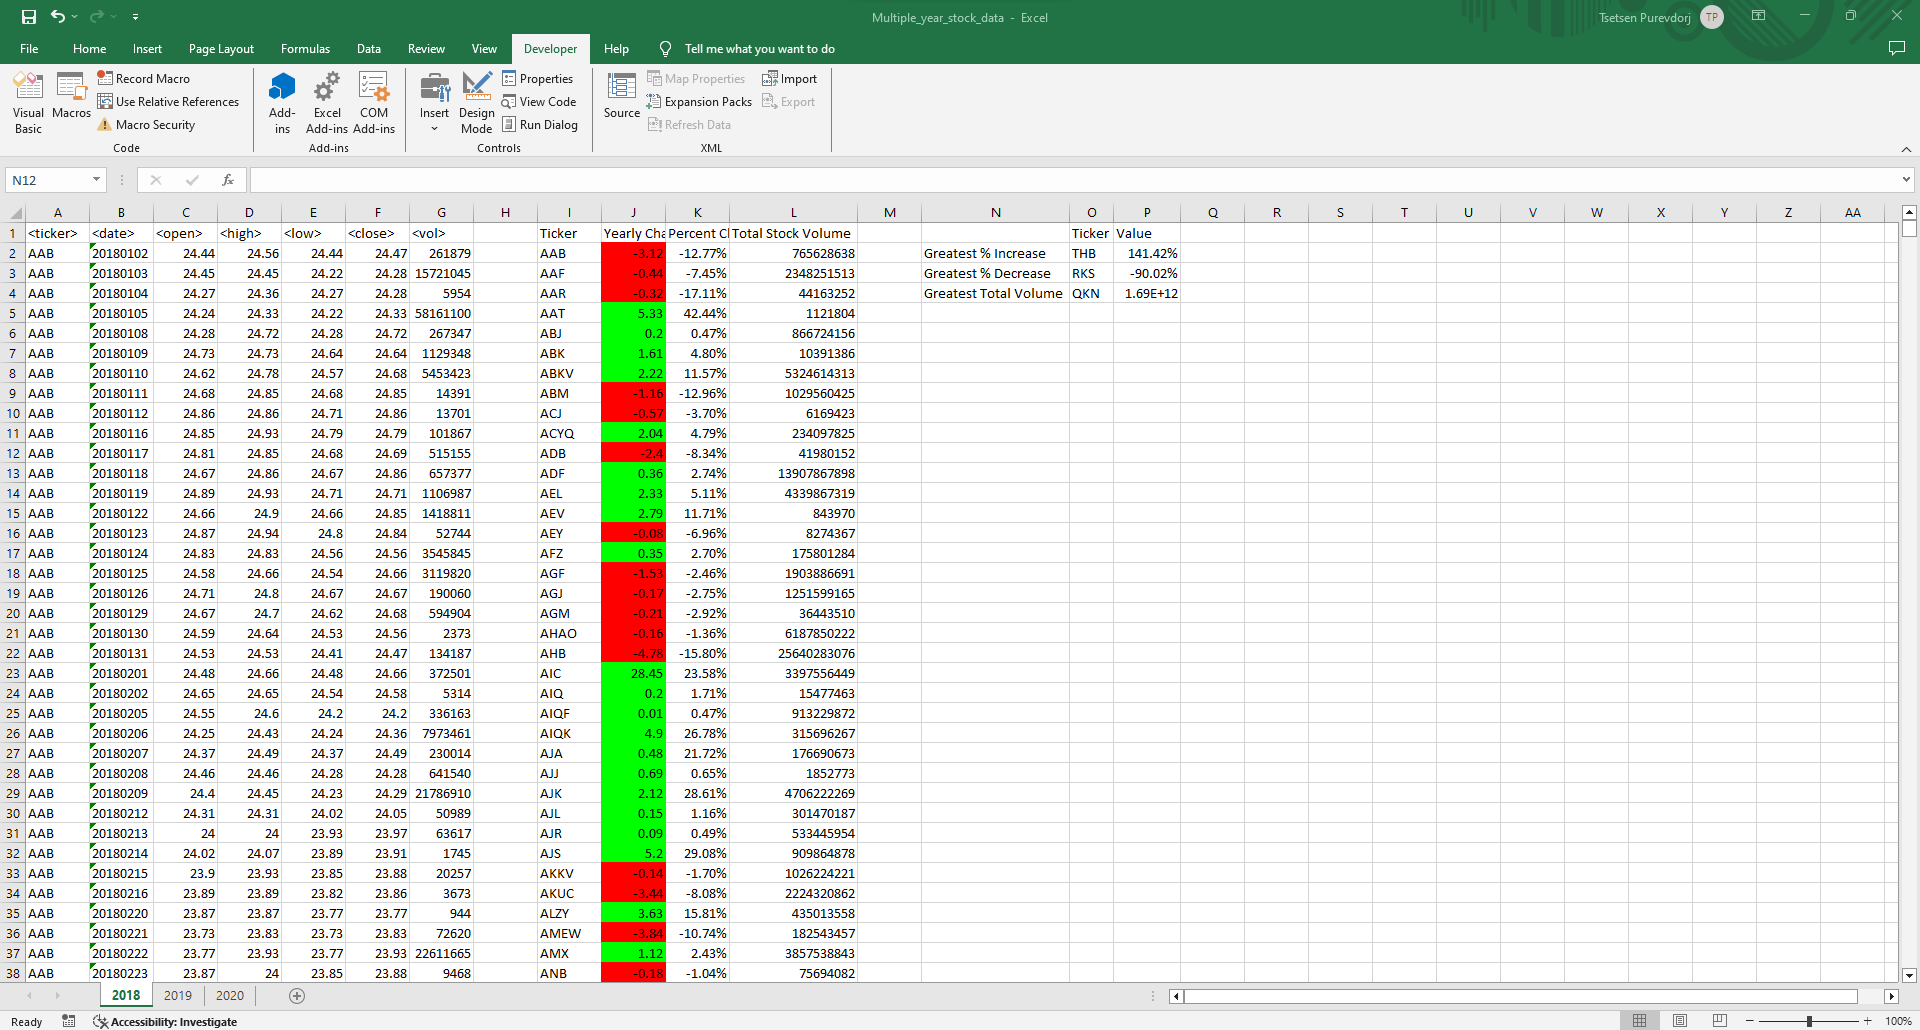 Multiple_year_stock_data - Excel
Tsetsen Purevdorj TP
File Home Insert Page Layout Formulas Data Review View Developer Help Tell me what you want to do
Visual Basic
Macros
Record Macro
Use Relative References
Macro Security
Code
Add-ins
Excel Add-ins
COM Add-ins
Add-ins
Insert
Design Mode
Properties
View Code
Run Dialog
Controls
Source
Map Properties
Expansion Packs
Refresh Data
Import
Export
XML
N12
fx
A B C D E F G H I J K L M N O P Q R S T U V W X Y Z AA
1 <ticker> <date> <open> <high> <low> <close> <vol> Ticker Yearly Cha Percent Cl Total Stock Volume Ticker Value
2 AAB 20180102 24.44 24.56 24.44 24.47 261879 AAB -3.12 -12.77% 765628638 Greatest % Increase THB 141.42%
3 AAB 20180103 24.45 24.45 24.22 24.28 15721045 AAF -0.44 -7.45% 2348251513 Greatest % Decrease RKS -90.02%
4 AAB 20180104 24.27 24.36 24.27 24.28 5954 AAR -0.32 -17.11% 44163252 Greatest Total Volume QKN 1.69E+12
5 AAB 20180105 24.24 24.33 24.22 24.33 58161100 AAT 5.33 42.44% 1121804
6 AAB 20180108 24.28 24.72 24.28 24.72 267347 ABJ 0.2 0.47% 866724156
7 AAB 20180109 24.73 24.73 24.64 24.64 1129348 ABK 1.61 4.80% 10391386
8 AAB 20180110 24.62 24.78 24.57 24.68 5453423 ABKV 2.22 11.57% 5324614313
9 AAB 20180111 24.68 24.85 24.68 24.85 14391 ABM -1.16 -12.96% 1029560425
10 AAB 20180112 24.86 24.86 24.71 24.86 13701 ACJ -0.57 -3.70% 6169423
11 AAB 20180116 24.85 24.93 24.79 24.79 101867 ACYQ 2.04 4.79% 234097825
12 AAB 20180117 24.81 24.85 24.68 24.69 515155 ADB -2.4 -8.34% 41980152
13 AAB 20180118 24.67 24.86 24.67 24.86 657377 ADF 0.36 2.74% 13907867898
14 AAB 20180119 24.89 24.93 24.71 24.71 1106987 AEL 2.33 5.11% 4339867319
15 AAB 20180122 24.66 24.9 24.66 24.85 1418811 AEV 2.79 11.71% 843970
16 AAB 20180123 24.87 24.94 24.8 24.84 52744 AEY -0.08 -6.96% 8274367
17 AAB 20180124 24.83 24.83 24.56 24.56 3545845 AFZ 0.35 2.70% 175801284
18 AAB 20180125 24.58 24.66 24.54 24.66 3119820 AGF -1.53 -2.46% 1903886691
19 AAB 20180126 24.71 24.8 24.67 24.67 190060 AGJ -0.17 -2.75% 1251599165
20 AAB 20180129 24.67 24.7 24.62 24.68 594904 AGM -0.21 -2.92% 36443510
21 AAB 20180130 24.59 24.64 24.53 24.56 2373 AHAO -0.16 -1.36% 6187850222
22 AAB 20180131 24.53 24.53 24.41 24.47 134187 AHB -4.78 -15.80% 25640283076
23 AAB 20180201 24.48 24.66 24.48 24.66 372501 AIC 28.45 23.58% 3397556449
24 AAB 20180202 24.65 24.65 24.54 24.58 5314 AIQ 0.2 1.71% 15477463
25 AAB 20180205 24.55 24.6 24.2 24.2 336163 AIQF 0.01 0.47% 913229872
26 AAB 20180206 24.25 24.43 24.24 24.36 7973461 AIQK 4.9 26.78% 315696267
27 AAB 20180207 24.37 24.49 24.37 24.49 230014 AJA 0.48 21.72% 176690673
28 AAB 20180208 24.46 24.46 24.28 24.28 641540 AJJ 0.69 0.65% 1852773
29 AAB 20180209 24.4 24.45 24.23 24.29 21786910 AJK 2.12 28.61% 4706222269
30 AAB 20180212 24.31 24.31 24.02 24.05 50989 AJL 0.15 1.16% 301470187
31 AAB 20180213 24 24 23.93 23.97 63617 AJR 0.09 0.49% 533445954
32 AAB 20180214 24.02 24.07 23.89 23.91 1745 AJS 5.2 29.08% 909864878
33 AAB 20180215 23.9 23.93 23.85 23.88 20257 AKKV -0.14 -1.70% 1026224221
34 AAB 20180216 23.89 23.89 23.82 23.86 3673 AKUC -3.44 -8.08% 2224320862
35 AAB 20180220 23.87 23.87 23.77 23.77 944 ALZY 3.63 15.81% 435013558
36 AAB 20180221 23.73 23.83 23.73 23.83 72620 AMEW -3.84 -10.74% 182543457
37 AAB 20180222 23.77 23.93 23.77 23.93 22611665 AMX 1.12 2.43% 3857538843
38 AAB 20180223 23.87 24 23.85 23.88 9468 ANB -0.18 -1.04% 75694082
2018 2019 2020
Ready Accessibility: Investigate 100%